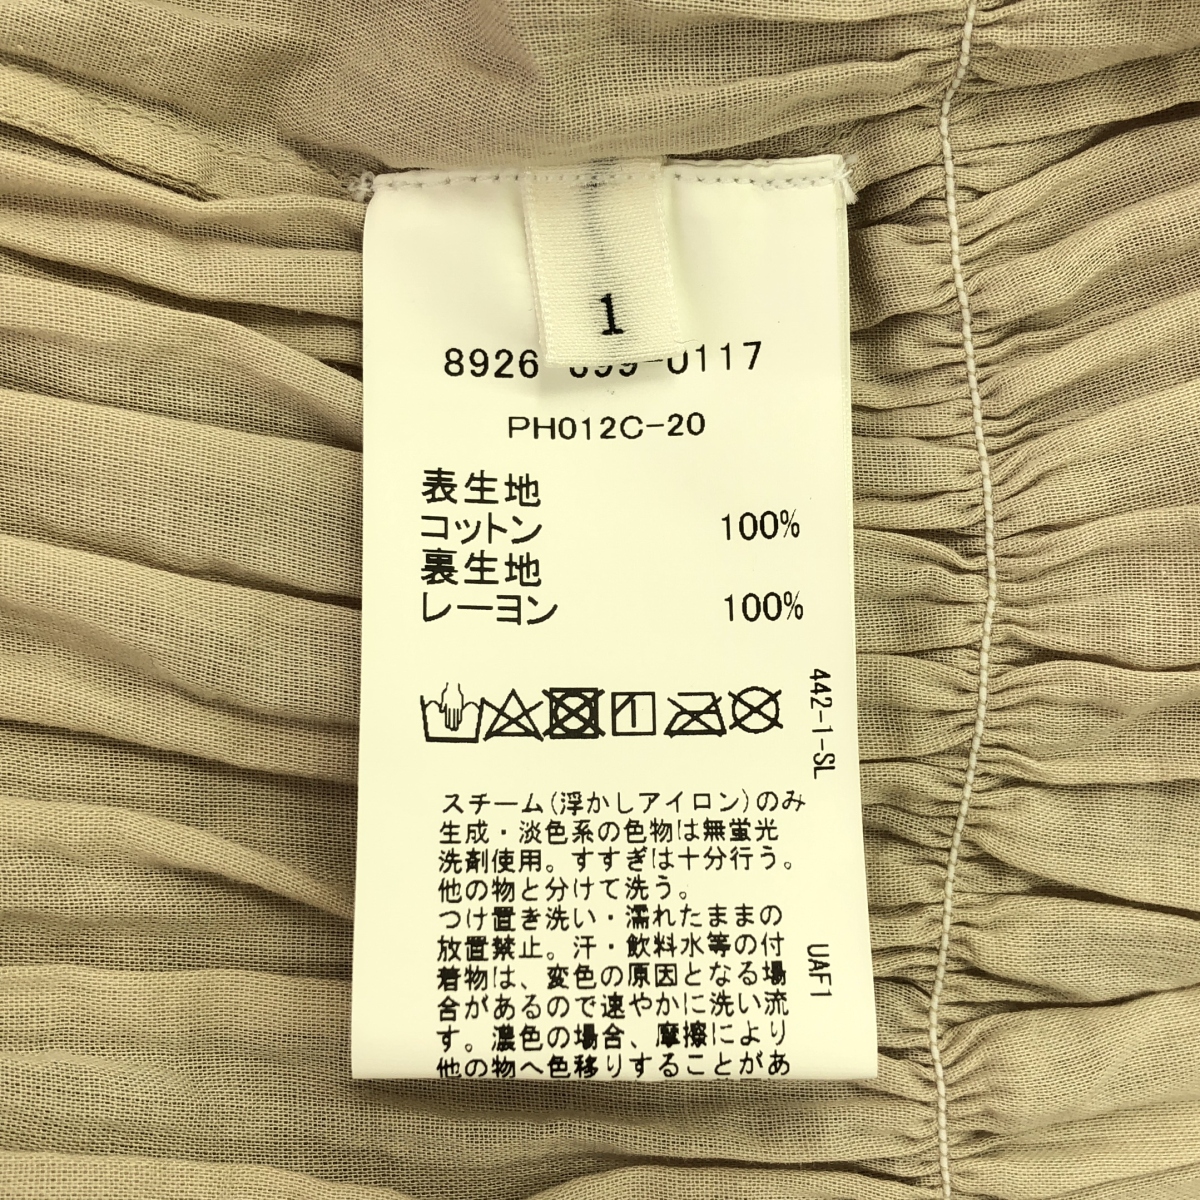 1
8926 -0117
PH012C-20
表生地
コットン 100%
裏生地
レーヨン 100%
442-1-SL
スチーム(浮かしアイロン)のみ
生成・淡色系の色物は無蛍光
洗剤使用。すすぎは十分行う。
他の物と分けて洗う。
つけ置き洗い・濡れたままの
放置禁止。汗・飲料水等の付
着物は、変色の原因となる場
合があるので速やかに洗い流
す。濃色の場合、摩擦により
他の物へ色移りすることがあ
UAF1